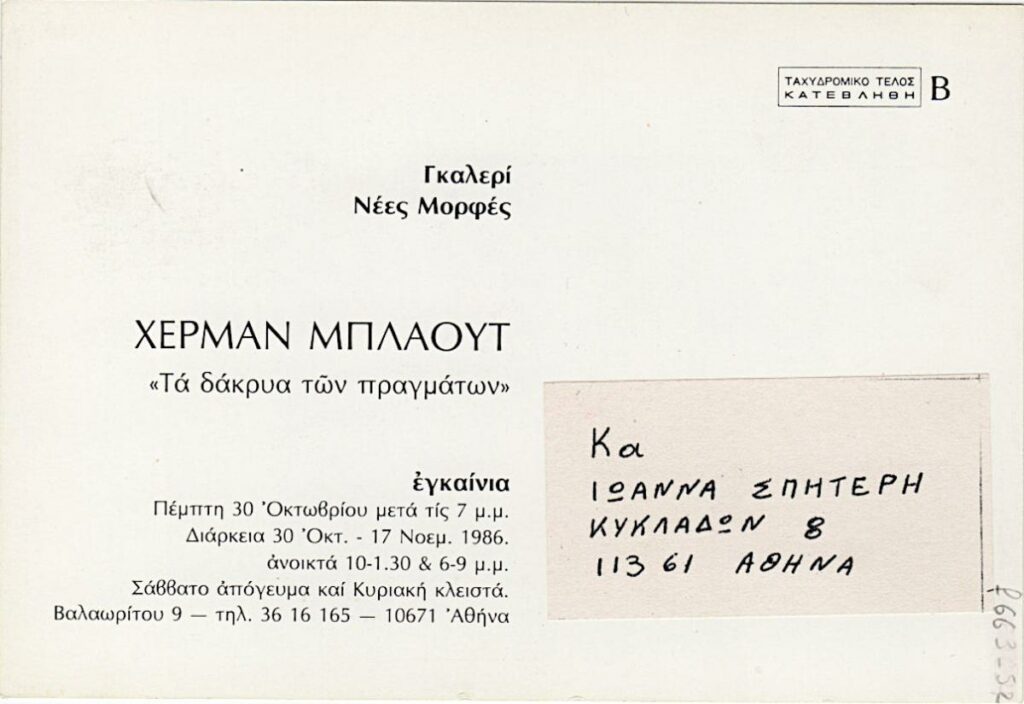 ΤΑΧΥΔΡΟΜΙΚΟ ΤΕΛΟΣ
ΚΑΤΕΒΛΗΘΗ
Β
Γκαλερί
Νέες Μορφές
ΧΕΡΜΑΝ ΜΠΛΑΟΥΤ
«Τά δάκρυα τῶν πραγμάτων»
ἐγκαίνια
Πέμπτη 30 Ὀκτωβρίου μετά τίς 7 μ.μ.
Διάρκεια 30 Ὀκτ. - 17 Νοεμ. 1986.
ἀνοικτά 10-1.30 & 6-9 μ.μ.
Σάββατο ἀπόγευμα καί Κυριακή κλειστά.
Βαλαωρίτου 9 — τηλ. 36 16 165 — 10671 Ἀθήνα
Κα
ΙΩΑΝΝΑ ΣΠΗΤΕΡΗ
ΚΥΚΛΑΔΩΝ 8
113 61 ΑΘΗΝΑ